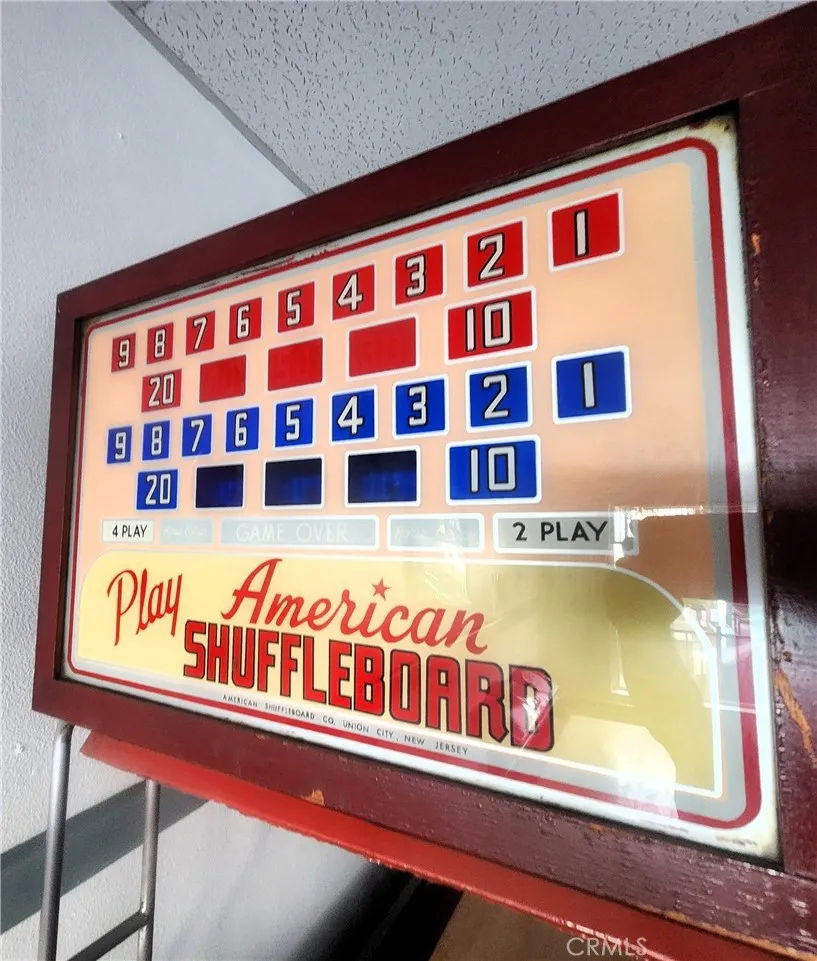 9 8 7 6 5 4 3 2 1
20 10
9 8 7 6 5 4 3 2 1
20 10
4 PLAY GAME OVER 2 PLAY
Play American
SHUFFLEBOARD
AMERICAN SHUFFLEBOARD CO. UNION CITY, NEW JERSEY
CRMLS